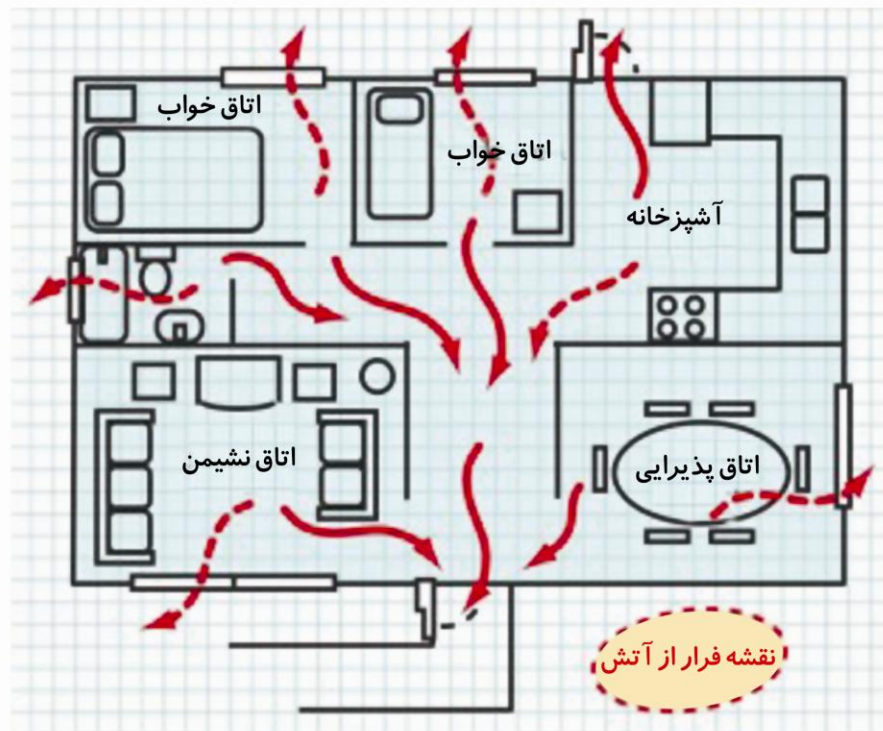 اتاق خواب
اتاق خواب
آشپزخانه
اتاق نشیمن
اتاق پذیرایی
نقشه فرار از آتش